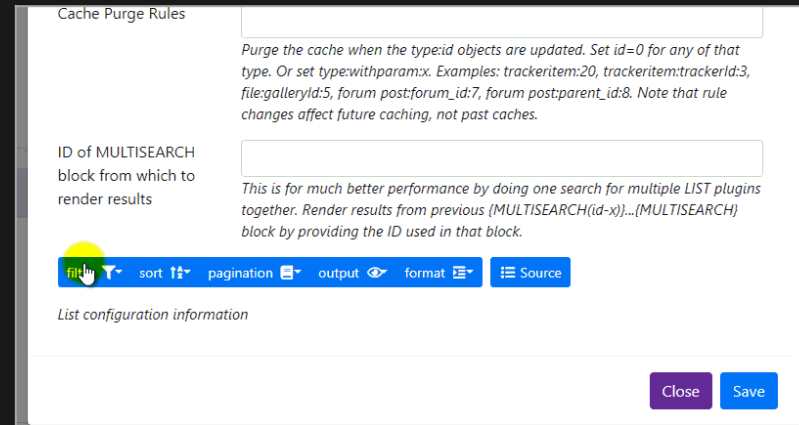 Cache Purge Rules
Purge the cache when the type:id objects are updated. Set id=0 for any of that
type. Or set type:withparam:x. Examples: trackeritem:20, trackeritem:trackerId:3,
file:galleryId:5, forum post:forum_id:7, forum post:parent_id:8. Note that rule
changes affect future caching, not past caches.
ID of MULTISEARCH
block from which to
render results
This is for much better performance by doing one search for multiple LIST plugins
together. Render results from previous {MULTISEARCH(id-x)}...{MULTISEARCH}
block by providing the ID used in that block.
sort pagination output format Source
List configuration information
Close Save